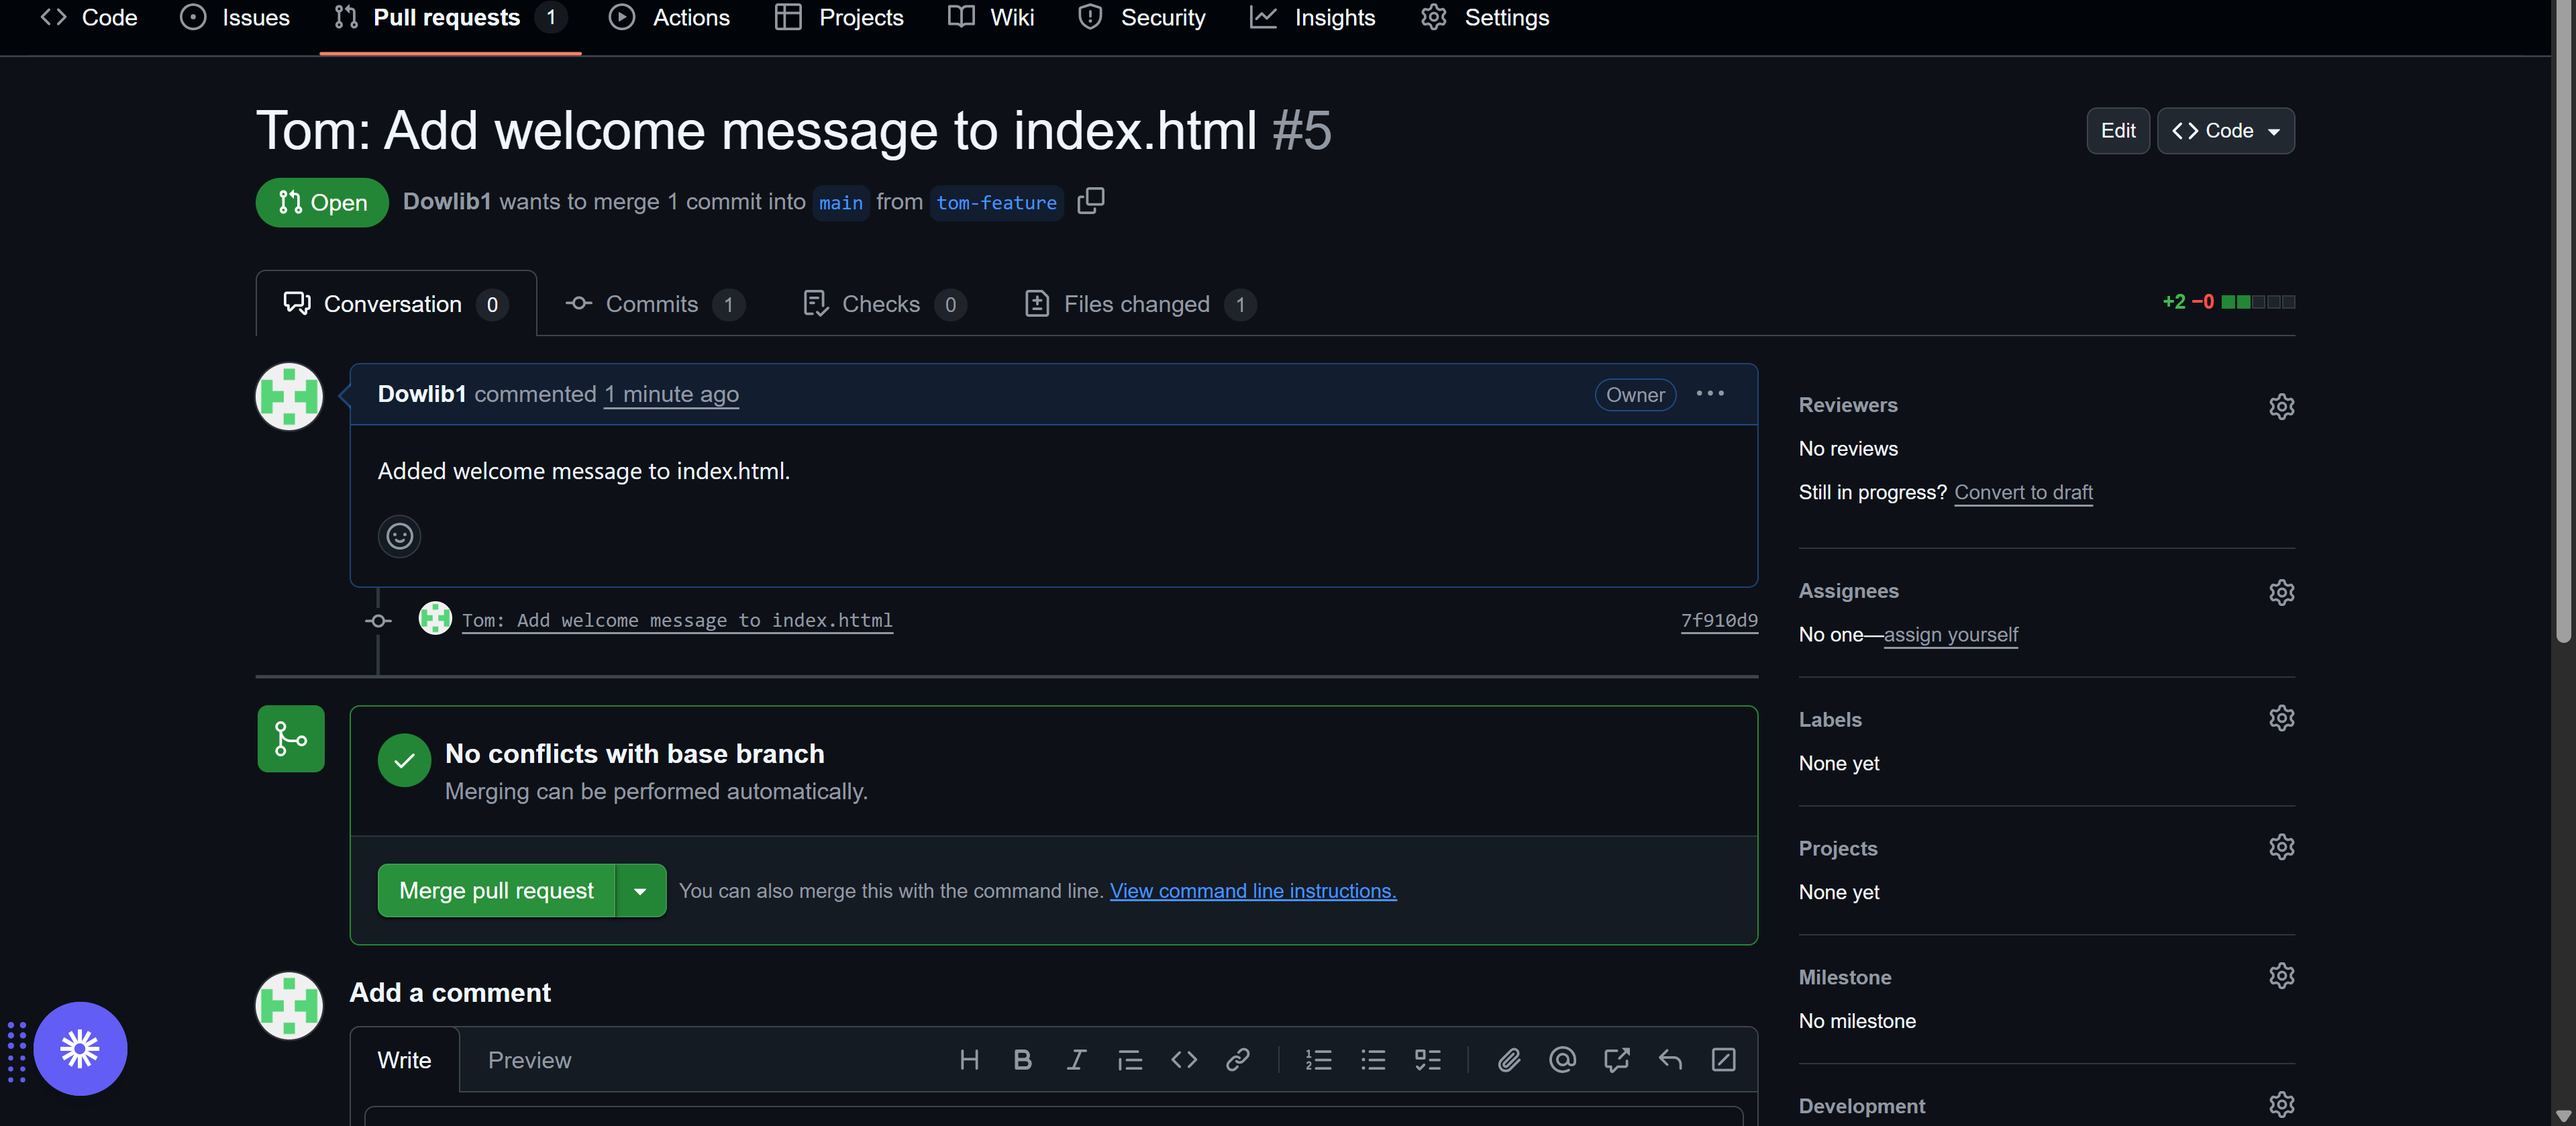 Code Issues Pull requests 1 Actions Projects Wiki Security Insights Settings
Tom: Add welcome message to index.html #5
Edit Code
Open Dowlib1 wants to merge 1 commit into main from tom-feature
Conversation 0 Commits 1 Checks 0 Files changed 1
+2 −0
Dowlib1 commented 1 minute ago Owner
Added welcome message to index.html.
Tom: Add welcome message to index.httml 7f910d9
No conflicts with base branch
Merging can be performed automatically.
Merge pull request You can also merge this with the command line. View command line instructions.
Add a comment
Write Preview
Reviewers
No reviews
Still in progress? Convert to draft
Assignees
No one—assign yourself
Labels
None yet
Projects
None yet
Milestone
No milestone
Development